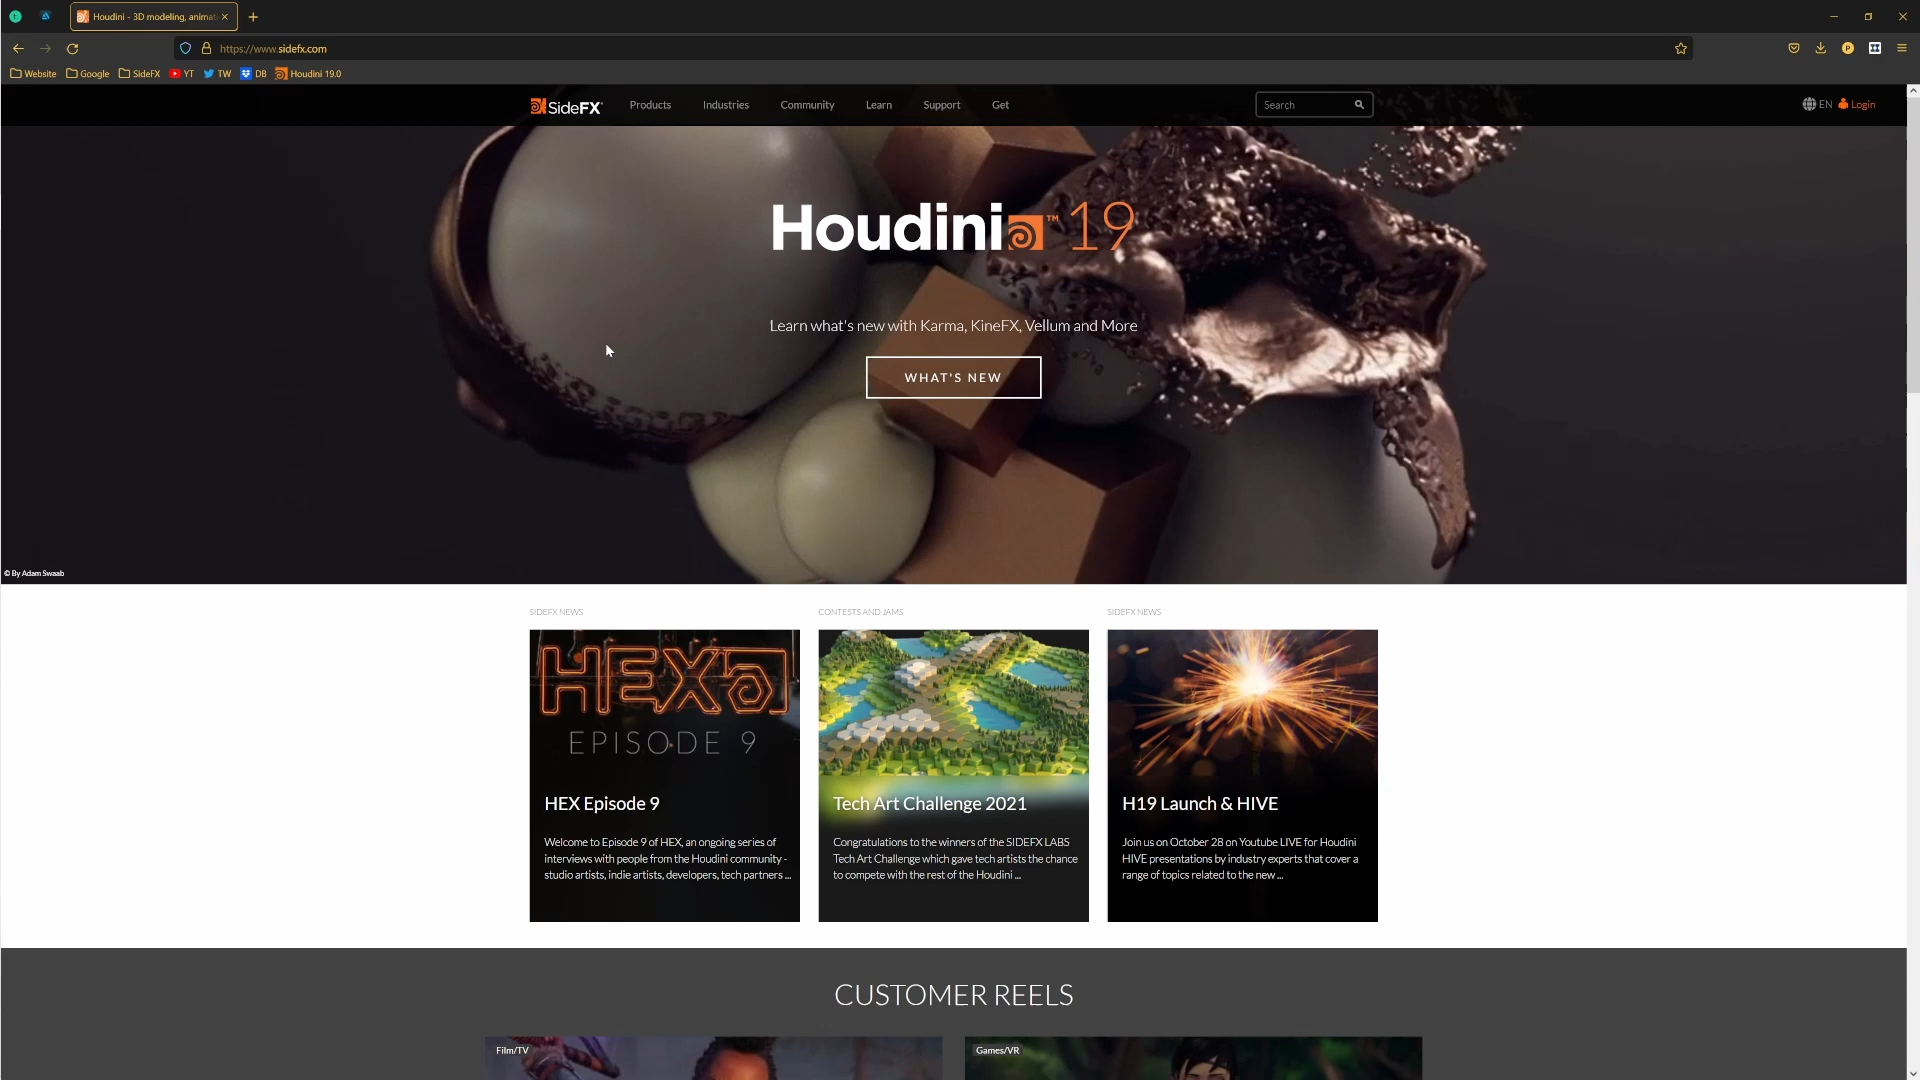 Houdini - 3D modeling, animati
https://www.sidefx.com
Website Google SideFX YT TW DB Houdini 19.0
SideFX Products Industries Community Learn Support Get Search EN Login
Houdini™ 19
Learn what's new with Karma, KineFX, Vellum and More
WHAT'S NEW
© By Adam Swaab
SIDEFX NEWS
HEX
EPISODE 9
HEX Episode 9
Welcome to Episode 9 of HEX, an ongoing series of
interviews with people from the Houdini community -
studio artists, indie artists, developers, tech partners ...
CONTESTS AND JAMS
Tech Art Challenge 2021
Congratulations to the winners of the SIDEFX LABS
Tech Art Challenge which gave tech artists the chance
to compete with the rest of the Houdini ...
SIDEFX NEWS
H19 Launch & HIVE
Join us on October 28 on Youtube LIVE for Houdini
HIVE presentations by industry experts that cover a
range of topics related to the new ...
CUSTOMER REELS
Film/TV
Games/VR